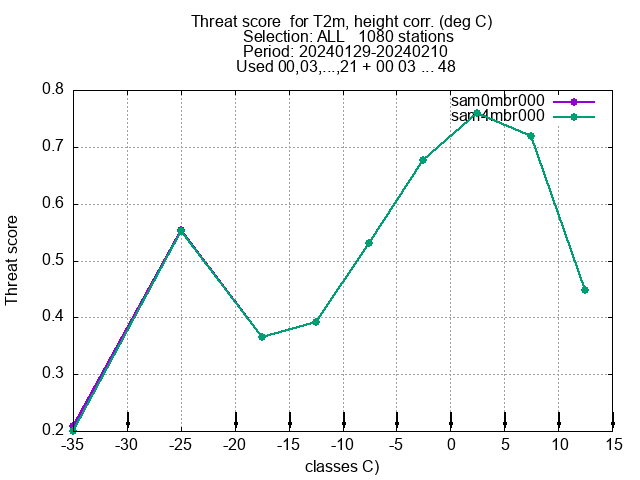 Threat score  for T2m, height corr. (deg C)
Selection: ALL   1080 stations
Period: 20240129-20240210
Used 00,03,...,21 + 00 03 ... 48
sam0mbr000
sam4mbr000
0.8
0.7
0.6
0.5
0.4
0.3
0.2
Threat score
-35 -30 -25 -20 -15 -10 -5 0 5 10 15
classes C)